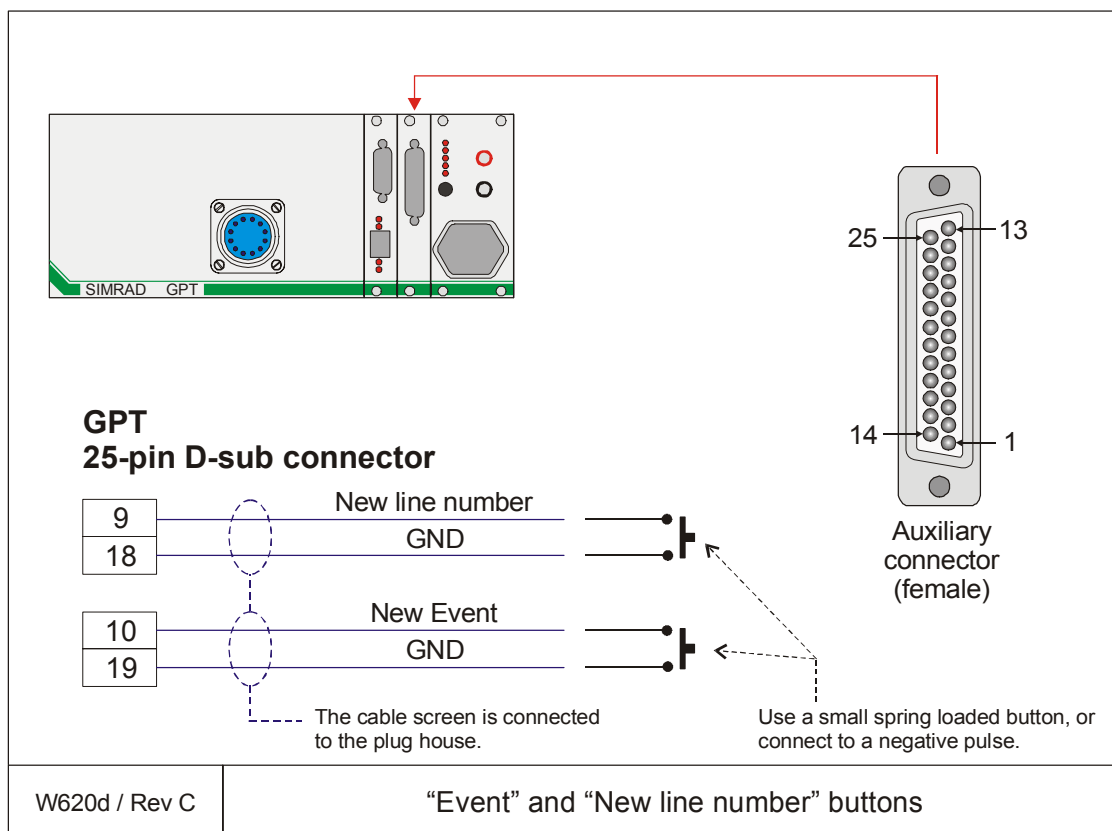 SIMRAD GPT
25
13
14
1
Auxiliary
connector
(female)
GPT
25-pin D-sub connector
9
New line number
18
GND
10
New Event
19
GND
The cable screen is connected
to the plug house.
Use a small spring loaded button, or
connect to a negative pulse.
W620d / Rev C
“Event” and “New line number” buttons